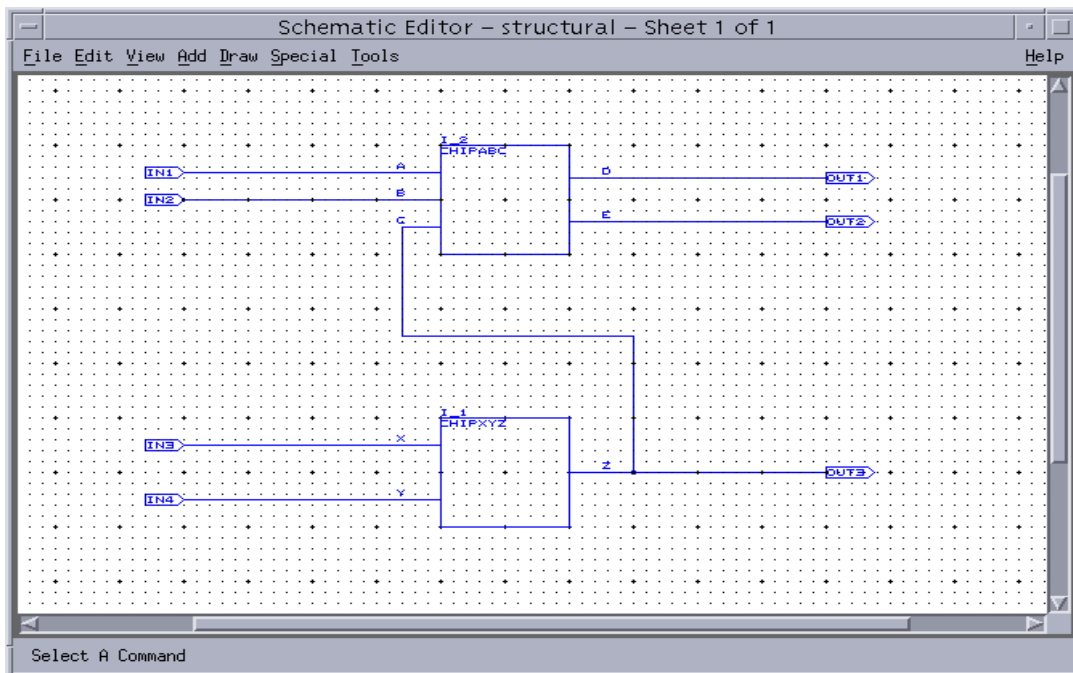 Schematic Editor – structural – Sheet 1 of 1
File Edit View Add Draw Special Tools Help
I_2
CHIPABC
IN1 A D OUT1
IN2 B
C E OUT2
I_1
CHIPXYZ
IN3 X
Z OUT3
IN4 Y
Select A Command